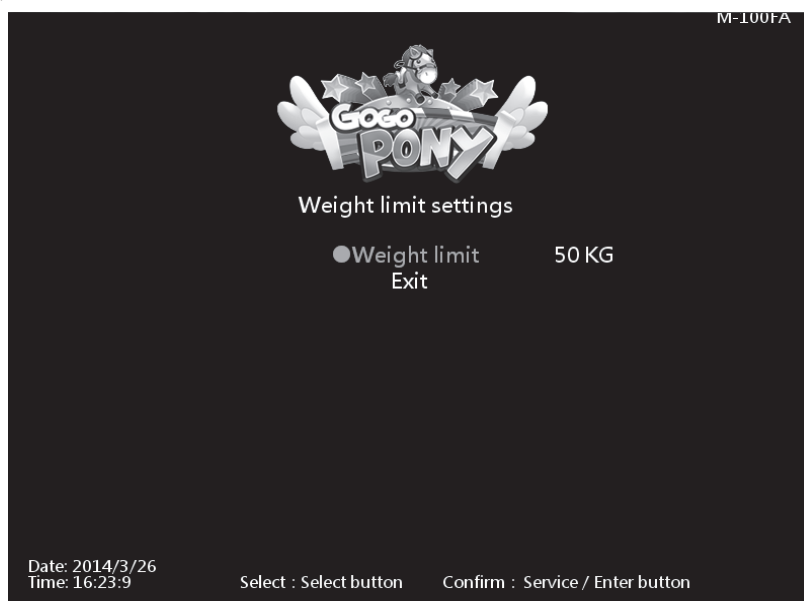 M-100FA
GOGO
PONY
Weight limit settings
●Weight limit 50 KG
Exit
Date: 2014/3/26
Time: 16:23:9 Select : Select button Confirm : Service / Enter button